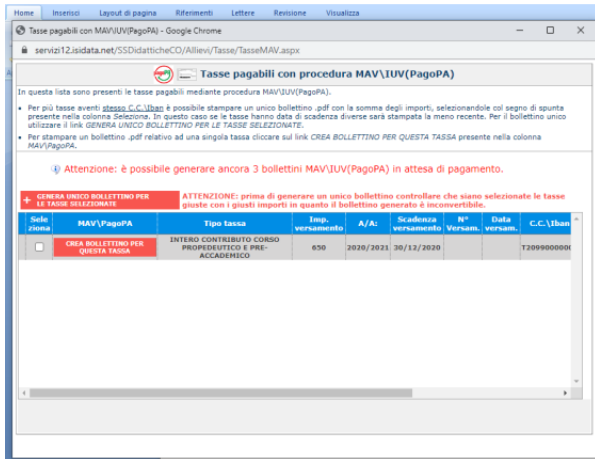 Home Inserisci Layout di pagina Riferimenti Lettere Revisione Visualizza
Tasse pagabili con MAV\IUV(PagoPA) - Google Chrome
servizi12.isidata.net/SSDidatticheCO/Allievi/Tasse/TasseMAV.aspx
Tasse pagabili con procedura MAV\IUV(PagoPA)
In questa lista sono presenti le tasse pagabili mediante procedura MAV\IUV(PagoPA).
• Per più tasse aventi stesso C.C.\Iban è possibile stampare un unico bollettino .pdf con la somma degli importi, selezionandole col segno di spunta
presente nella colonna Seleziona. In questo caso se le tasse hanno data di scadenza diverse sarà stampata la meno recente. Per il bollettino unico
utilizzare il link GENERA UNICO BOLLETTINO PER LE TASSE SELEZIONATE.
• Per stampare un bollettino .pdf relativo ad una singola tassa cliccare sul link CREA BOLLETTINO PER QUESTA TASSA presente nella colonna
MAV\PagoPA.
Attenzione: è possibile generare ancora 3 bollettini MAV\IUV(PagoPA) in attesa di pagamento.
+ GENERA UNICO BOLLETTINO PER
LE TASSE SELEZIONATE
ATTENZIONE: prima di generare un unico bollettino controllare che siano selezionate le tasse
giuste con i giusti importi in quanto il bollettino generato è inconvertibile.
Sele
ziona
MAV\PagoPA
Tipo tassa
Imp.
versamento
A/A:
Scadenza
versamento
N°
Versam.
Data
versam.
C.C.\Iban
CREA BOLLETTINO PER
QUESTA TASSA
INTERO CONTRIBUTO CORSO
PROPEDEUTICO E PRE-
ACCADEMICO
650
2020/2021
30/12/2020